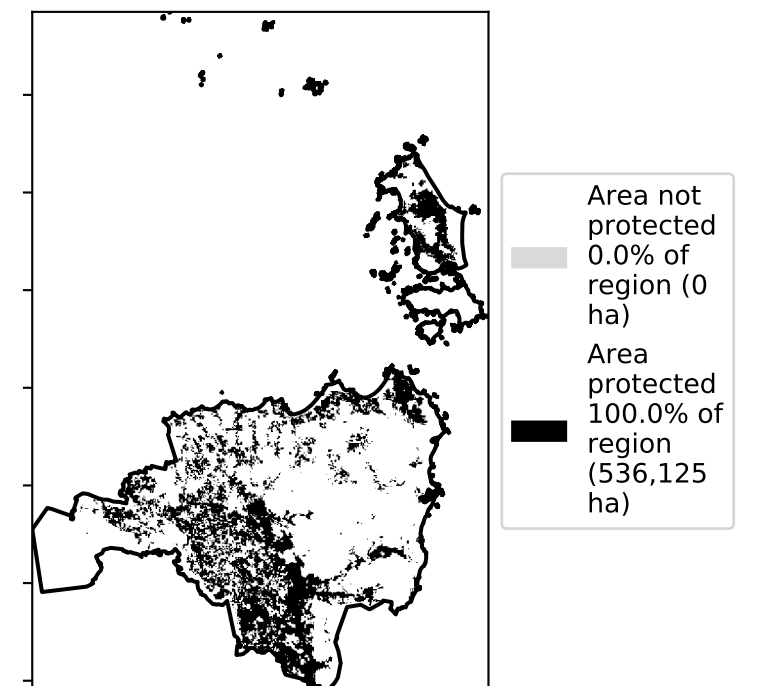 Area not
protected
0.0% of
region (0
ha)
Area
protected
100.0% of
region
(536,125
ha)